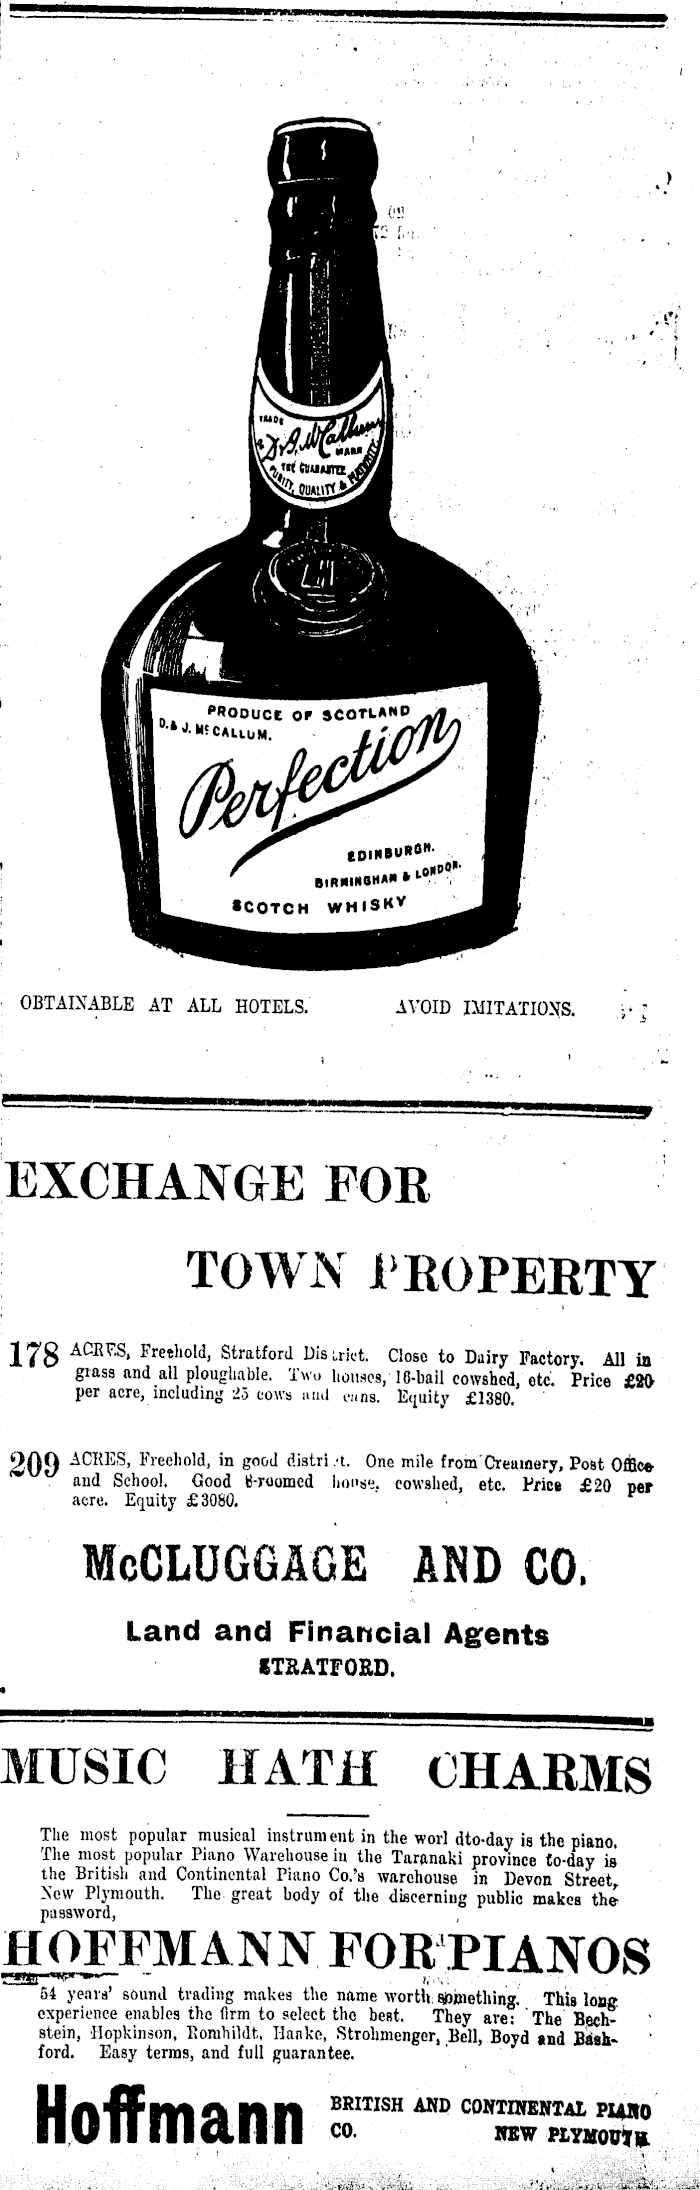 TRADE
D & J. McCallum
MARK
THE GUARANTEE
PURITY, QUALITY & MATURITY
PRODUCE OF SCOTLAND
D. & J. McCALLUM.
Perfection
EDINBURGH.
BIRMINGHAM & LONDON.
SCOTCH WHISKY
OBTAINABLE AT ALL HOTELS. AVOID IMITATIONS.
EXCHANGE FOR
TOWN PROPERTY
178 ACRES, Freehold, Stratford District. Close to Dairy Factory. All in
grass and all ploughable. Two houses, 16-bail cowshed, etc. Price £20
per acre, including 25 cows and cans. Equity £1380.
209 ACRES, Freehold, in good district. One mile from Creamery, Post Office
and School. Good 8-roomed house, cowshed, etc. Price £20 per
acre. Equity £3080.
McCLUGGAGE AND CO.
Land and Financial Agents
STRATFORD.
MUSIC HATH CHARMS
The most popular musical instrument in the worl dto-day is the piano.
The most popular Piano Warehouse in the Taranaki province to-day is
the British and Continental Piano Co.'s warehouse in Devon Street,
New Plymouth. The great body of the discerning public makes the
password,
HOFFMANN FOR PIANOS
54 years' sound trading makes the name worth something. This long
experience enables the firm to select the best. They are: The Bech-
stein, Hopkinson, Romhildt, Hanke, Strohmenger, Bell, Boyd and Bash-
ford. Easy terms, and full guarantee.
Hoffmann BRITISH AND CONTINENTAL PIANO
CO. NEW PLYMOUTH